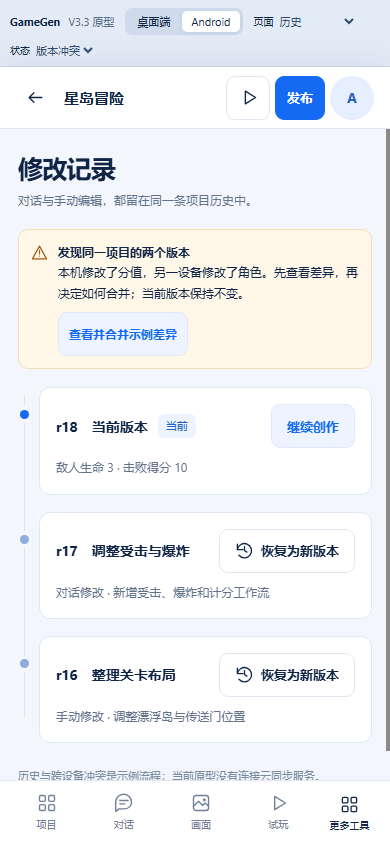 GameGen V3.3 原型 桌面端 Android 页面 历史
状态 版本冲突
星岛冒险 发布 A
修改记录
对话与手动编辑，都留在同一条项目历史中。
发现同一项目的两个版本
本机修改了分值，另一设备修改了角色。先查看差异，再
决定如何合并；当前版本保持不变。
查看并合并示例差异
r18 当前版本 当前 继续创作
敌人生命 3 · 击败得分 10
r17 调整受击与爆炸 恢复为新版本
对话修改 · 新增受击、爆炸和计分工作流
r16 整理关卡布局 恢复为新版本
手动修改 · 调整漂浮岛与传送门位置
历史与跨设备冲突是示例流程；当前原型没有连接云同步服务。
项目 对话 画面 试玩 更多工具